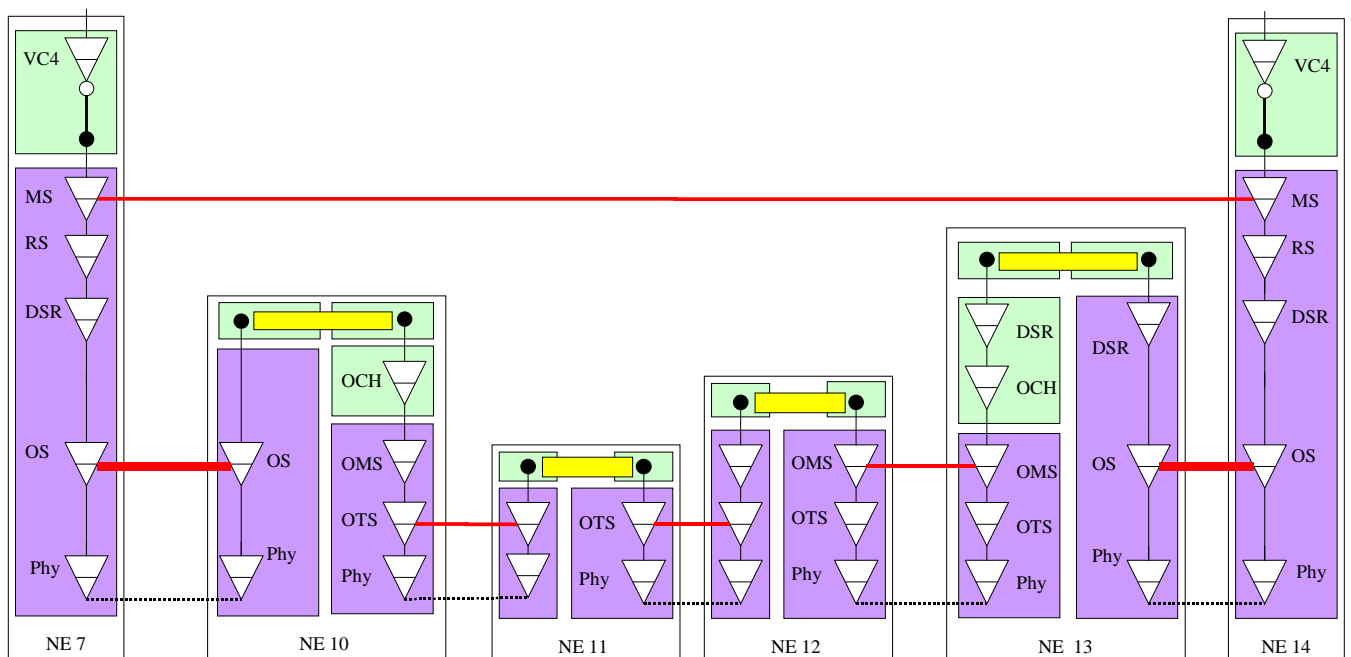 VC4
VC4
MS
MS
RS
RS
DSR
DSR
DSR
DSR
OCH
OCH
OS
OS
OMS
OMS
OMS
OS
OS
OTS
OTS
OTS
OTS
Phy
Phy
Phy
Phy
Phy
Phy
Phy
Phy
NE 7
NE 10
NE 11
NE 12
NE 13
NE 14